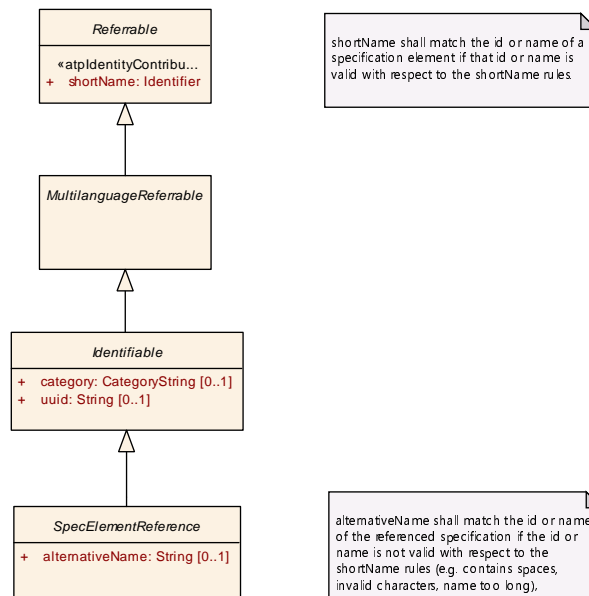 Referrable
«atpIdentityContribu...
+ shortName: Identifier
shortName shall match the id or name of a
specification element if that id or name is
valid with respect to the shortName rules.
MultilanguageReferrable
Identifiable
+ category: CategoryString [0..1]
+ uuid: String [0..1]
SpecElementReference
+ alternativeName: String [0..1]
alternativeName shall match the id or name
of the referenced specification if the id or
name is not valid with respect to the
shortName rules (e.g. contains spaces,
invalid characters, name too long),